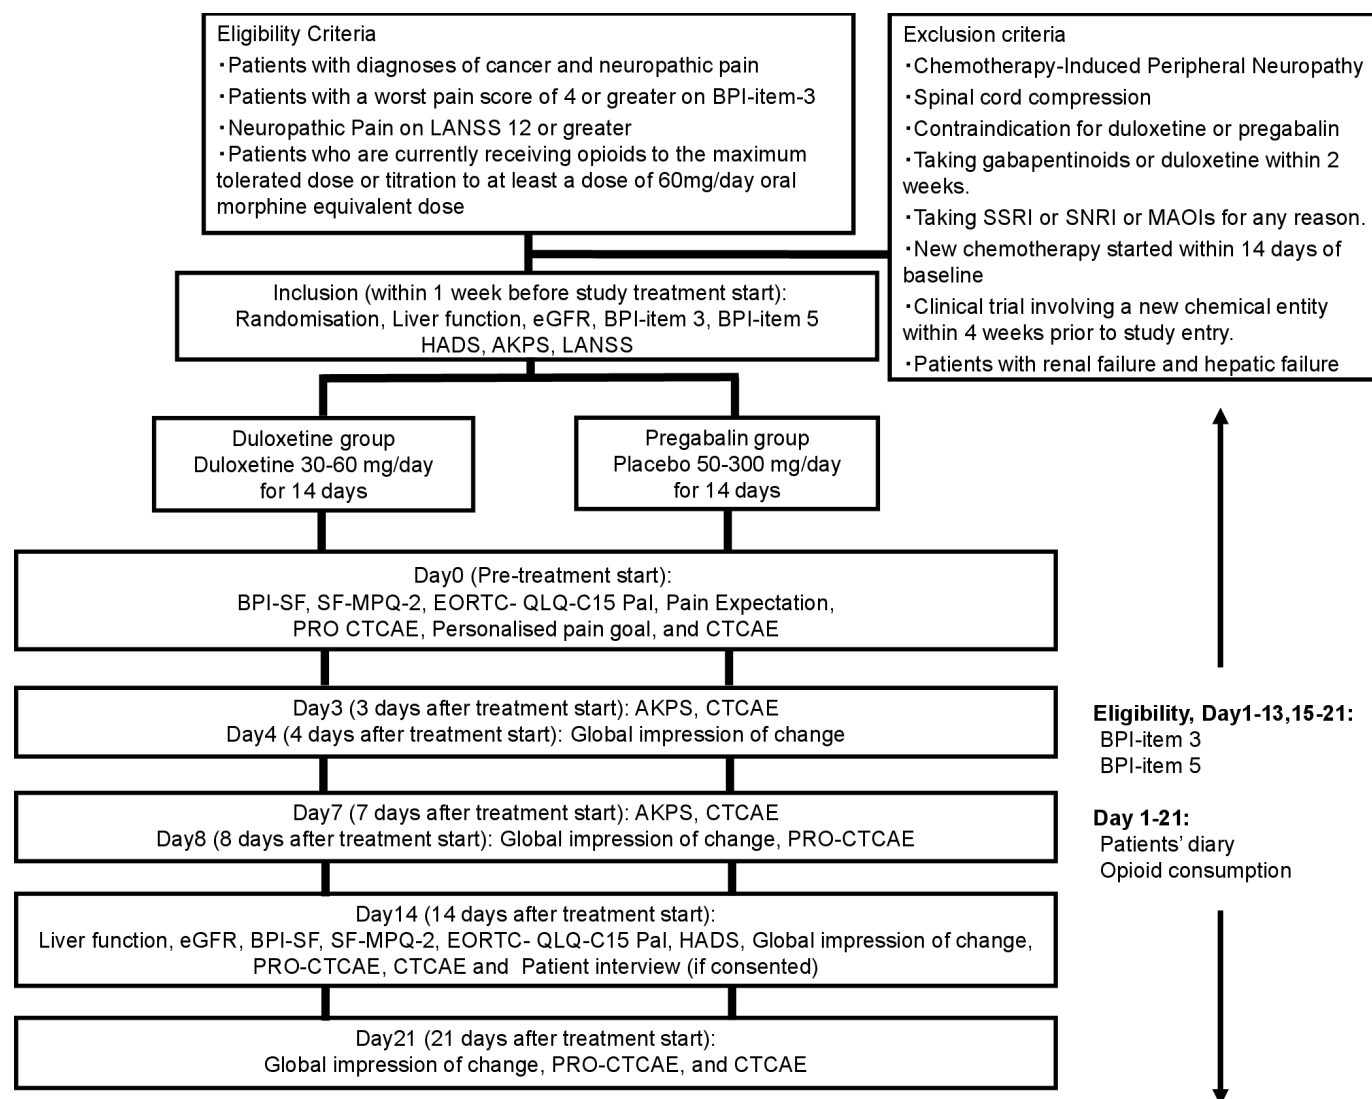 Eligibility Criteria
・Patients with diagnoses of cancer and neuropathic pain
・Patients with a worst pain score of 4 or greater on BPI-item-3
・Neuropathic Pain on LANSS 12 or greater
・Patients who are currently receiving opioids to the maximum
tolerated dose or titration to at least a dose of 60mg/day oral
morphine equivalent dose
Exclusion criteria
・Chemotherapy-Induced Peripheral Neuropathy
・Spinal cord compression
・Contraindication for duloxetine or pregabalin
・Taking gabapentinoids or duloxetine within 2
weeks.
・Taking SSRI or SNRI or MAOIs for any reason.
・New chemotherapy started within 14 days of
baseline
・Clinical trial involving a new chemical entity
within 4 weeks prior to study entry.
・Patients with renal failure and hepatic failure
Inclusion (within 1 week before study treatment start):
Randomisation, Liver function, eGFR, BPI-item 3, BPI-item 5
HADS, AKPS, LANSS
Duloxetine group
Duloxetine 30-60 mg/day
for 14 days
Pregabalin group
Placebo 50-300 mg/day
for 14 days
Day0 (Pre-treatment start):
BPI-SF, SF-MPQ-2, EORTC- QLQ-C15 Pal, Pain Expectation,
PRO CTCAE, Personalised pain goal, and CTCAE
Day3 (3 days after treatment start): AKPS, CTCAE
Day4 (4 days after treatment start): Global impression of change
Day7 (7 days after treatment start): AKPS, CTCAE
Day8 (8 days after treatment start): Global impression of change, PRO-CTCAE
Day14 (14 days after treatment start):
Liver function, eGFR, BPI-SF, SF-MPQ-2, EORTC- QLQ-C15 Pal, HADS, Global impression of change,
PRO-CTCAE, CTCAE and  Patient interview (if consented)
Day21 (21 days after treatment start):
Global impression of change, PRO-CTCAE, and CTCAE
Eligibility, Day1-13,15-21:
BPI-item 3
BPI-item 5
Day 1-21:
Patients’ diary
Opioid consumption